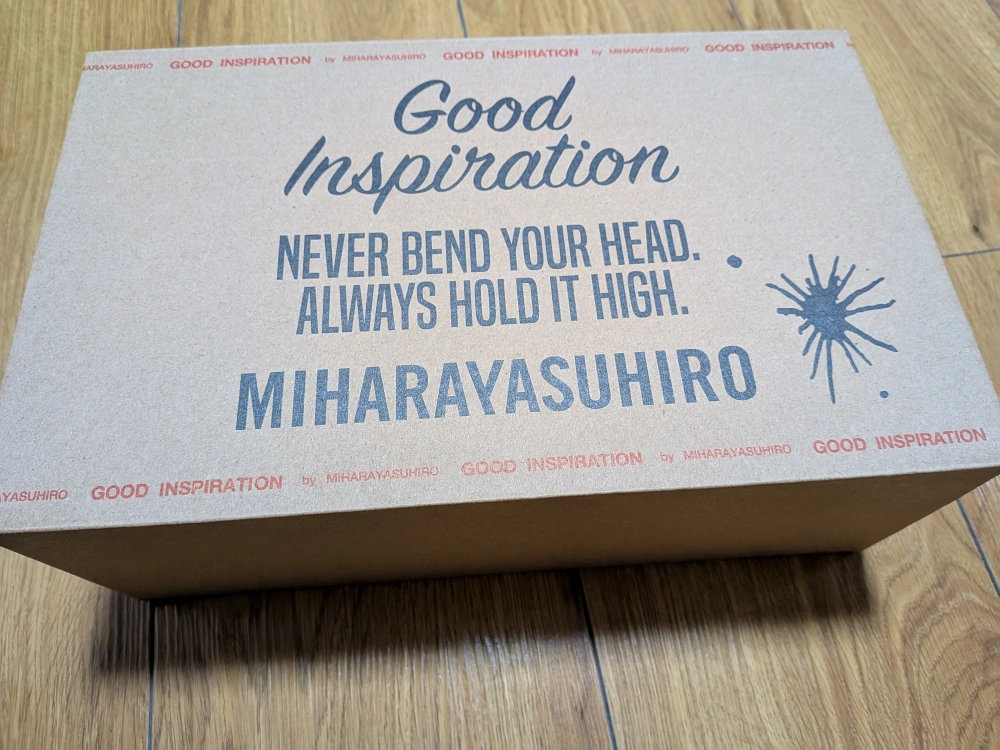 ARAYASUHIRO GOOD INSPIRATION by MIHARAYASUHIRO GOOD INSPIRATION by MIHARAYASUHIRO GOOD INSPIRATION
Good
Inspiration
NEVER BEND YOUR HEAD.
ALWAYS HOLD IT HIGH.
MIHARAYASUHIRO
AYASUHIRO GOOD INSPIRATION by MIHARAYASUHIRO GOOD INSPIRATION by MIHARAYASUHIRO GOOD INSPIRATION